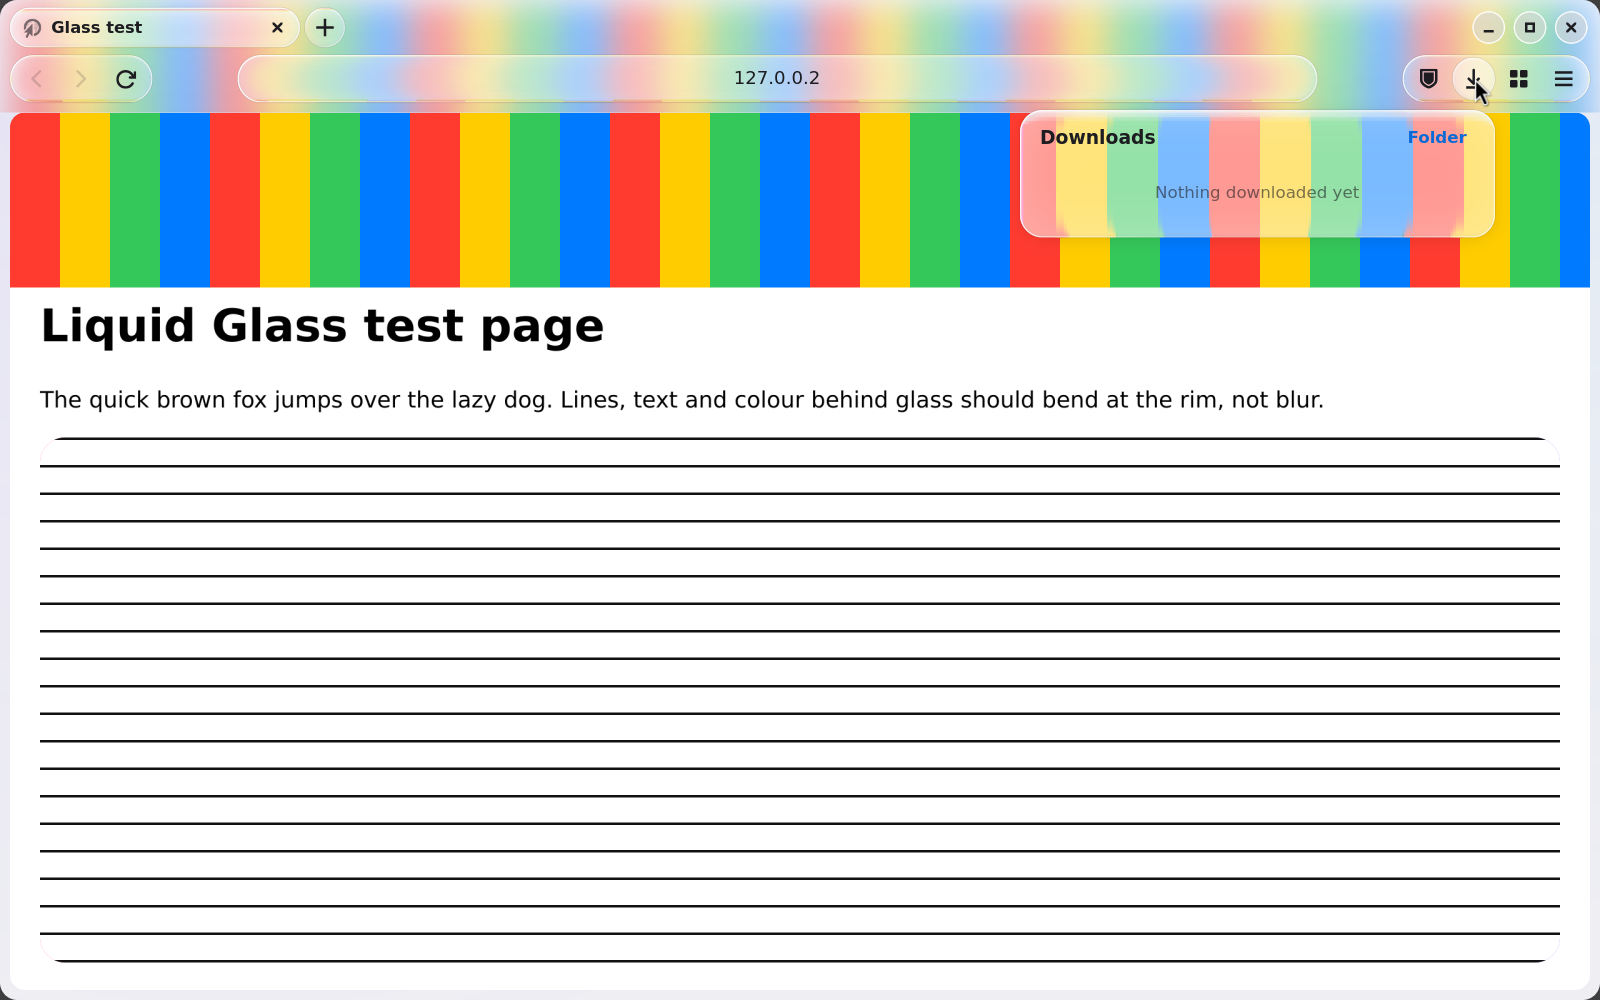 Glass test
127.0.0.2
Downloads
Folder
Nothing downloaded yet
Liquid Glass test page
The quick brown fox jumps over the lazy dog. Lines, text and colour behind glass should bend at the rim, not blur.